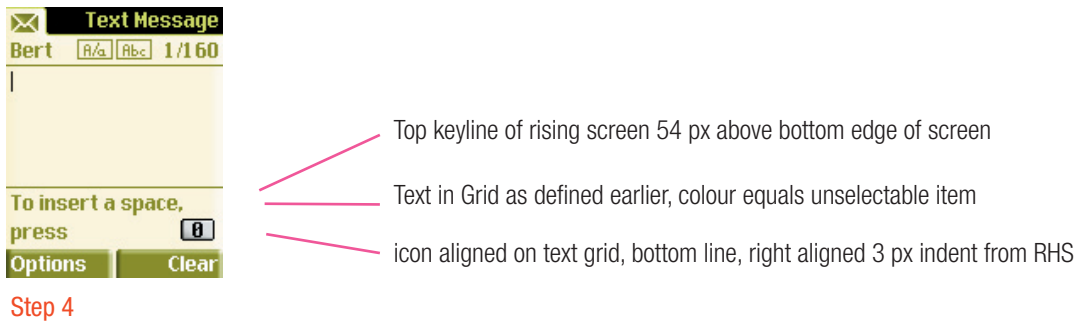 Text Message
Bert A/a Abc 1/160
To insert a space,
press 0
Options Clear
Top keyline of rising screen 54 px above bottom edge of screen
Text in Grid as defined earlier, colour equals unselectable item
icon aligned on text grid, bottom line, right aligned 3 px indent from RHS
Step 4